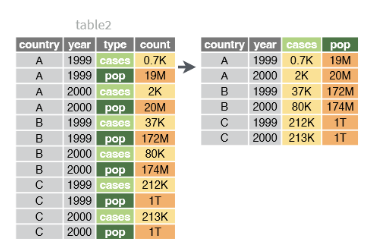 table2
country year type count
A 1999 cases 0.7K
A 1999 pop 19M
A 2000 cases 2K
A 2000 pop 20M
B 1999 cases 37K
B 1999 pop 172M
B 2000 cases 80K
B 2000 pop 174M
C 1999 cases 212K
C 1999 pop 1T
C 2000 cases 213K
C 2000 pop 1T
country year cases pop
A 1999 0.7K 19M
A 2000 2K 20M
B 1999 37K 172M
B 2000 80K 174M
C 1999 212K 1T
C 2000 213K 1T